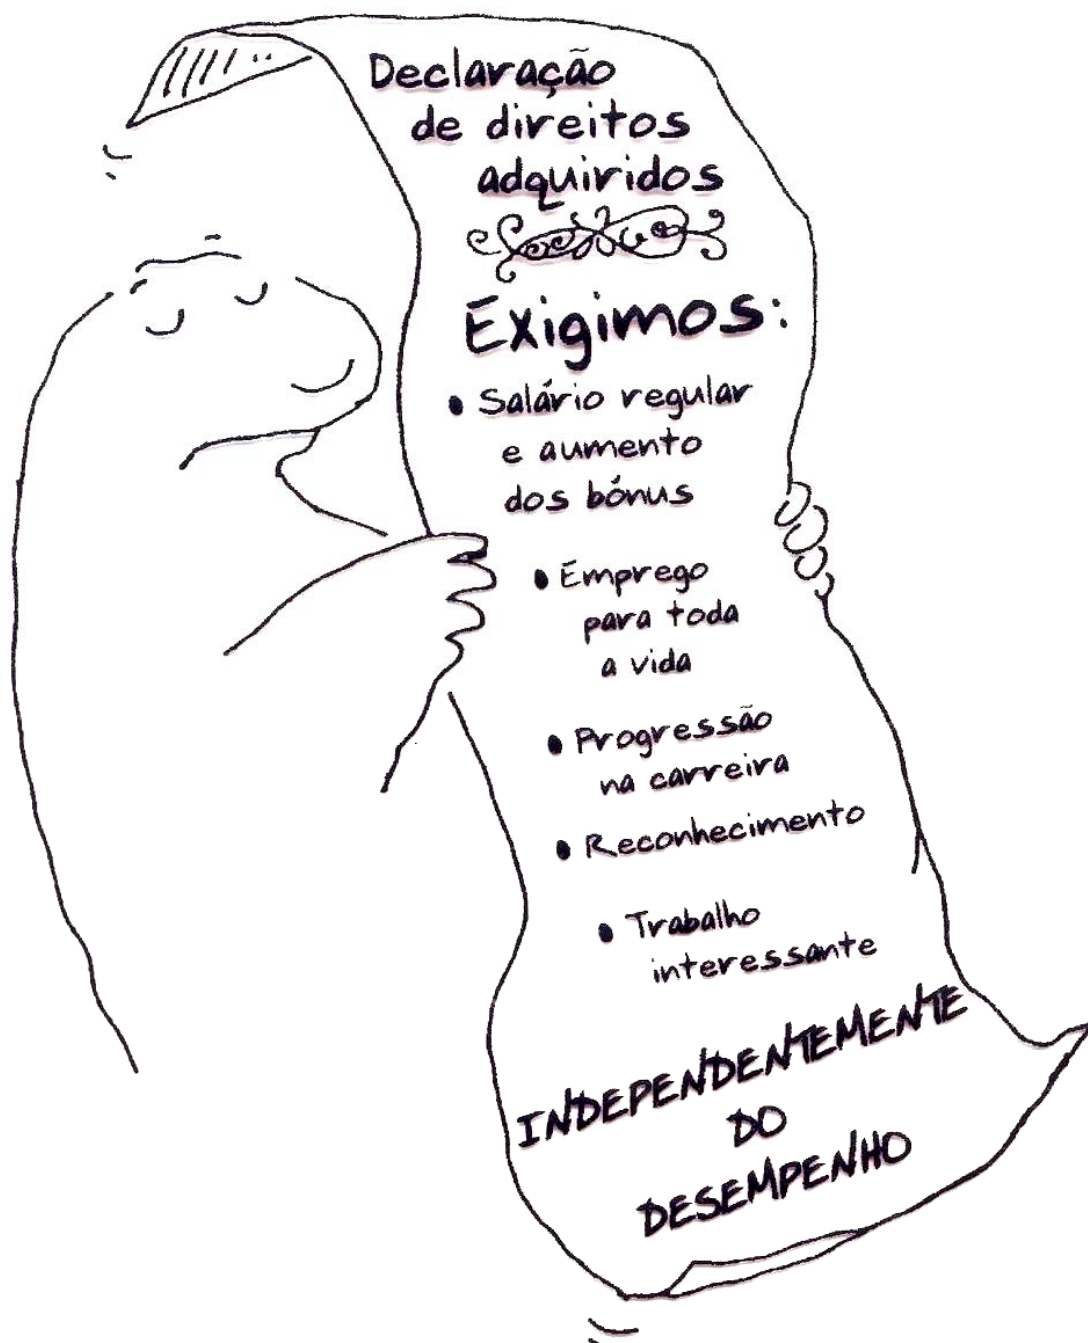 Declaração
de direitos
adquiridos
Exigimos:
• Salário regular
e aumento
dos bónus
• Emprego
para toda
a vida
• Progressão
na carreira
• Reconhecimento
• Trabalho
interessante
INDEPENDENTEMENTE
DO
DESEMPENHO